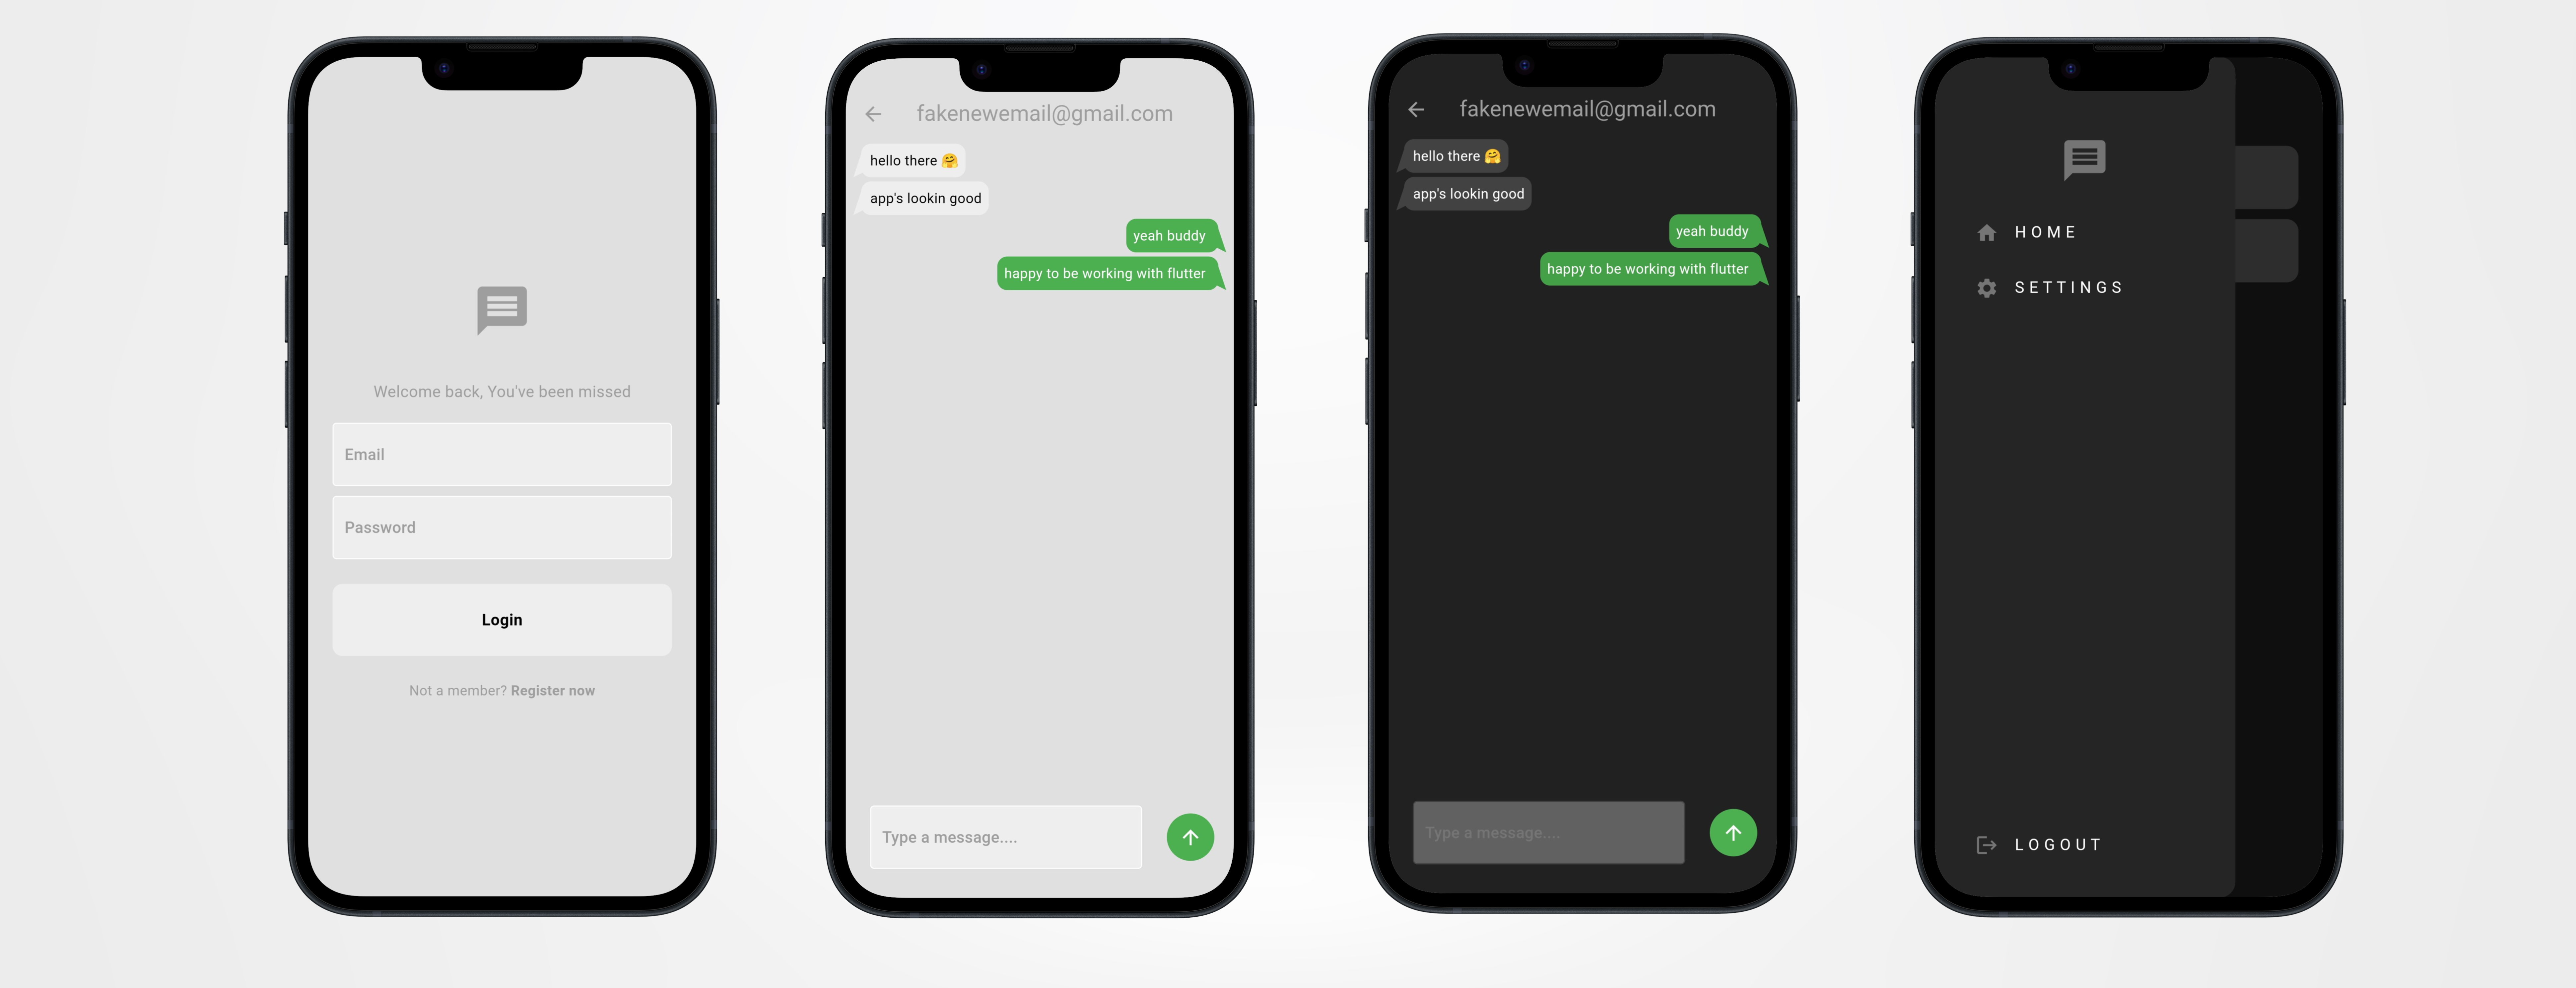 Welcome back, You've been missed
Email
Password
Login
Not a member? Register now
fakenewemail@gmail.com
hello there 🤗
app's lookin good
yeah buddy
happy to be working with flutter
Type a message....
fakenewemail@gmail.com
hello there 🤗
app's lookin good
yeah buddy
happy to be working with flutter
Type a message....
HOME
SETTINGS
LOGOUT